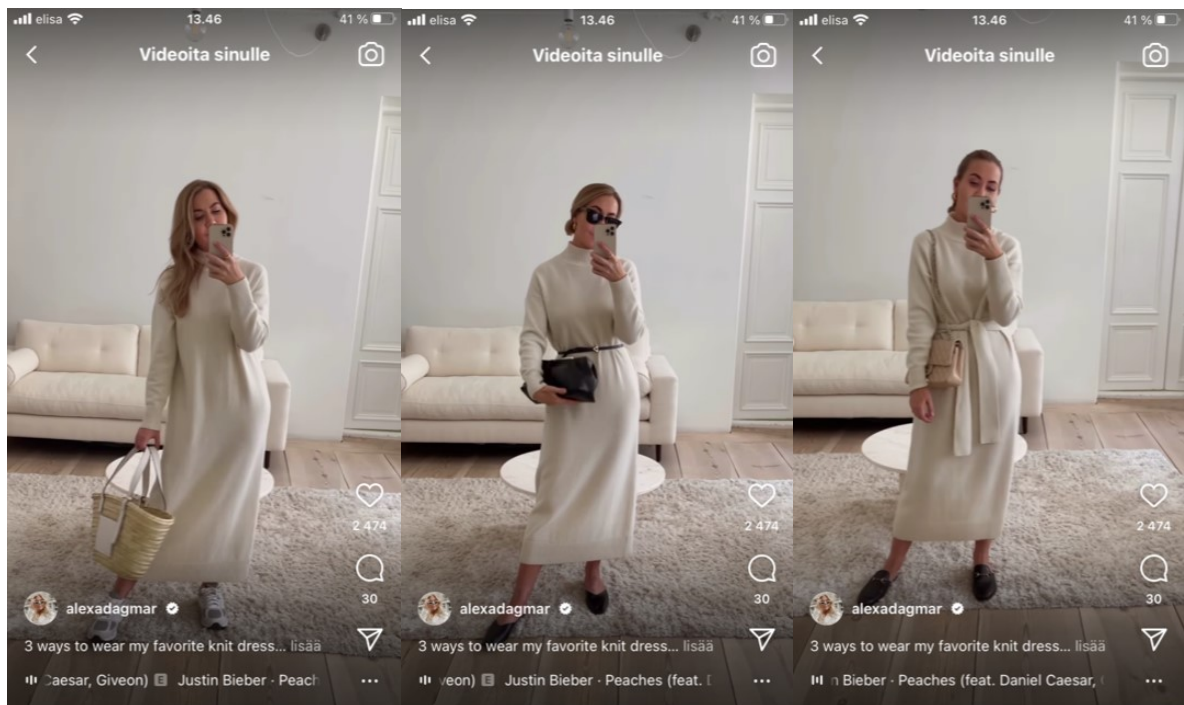 elisa 13.46 41 %
Videoita sinulle
2 474
30
alexadagmar
3 ways to wear my favorite knit dress... lisää
Caesar, Giveon) E Justin Bieber · Peach
elisa 13.46 41 %
Videoita sinulle
2 474
30
alexadagmar
3 ways to wear my favorite knit dress... lisää
veon) E Justin Bieber · Peaches (feat.
elisa 13.46 41 %
Videoita sinulle
2 474
30
alexadagmar
3 ways to wear my favorite knit dress... lisää
n Bieber · Peaches (feat. Daniel Caesar,